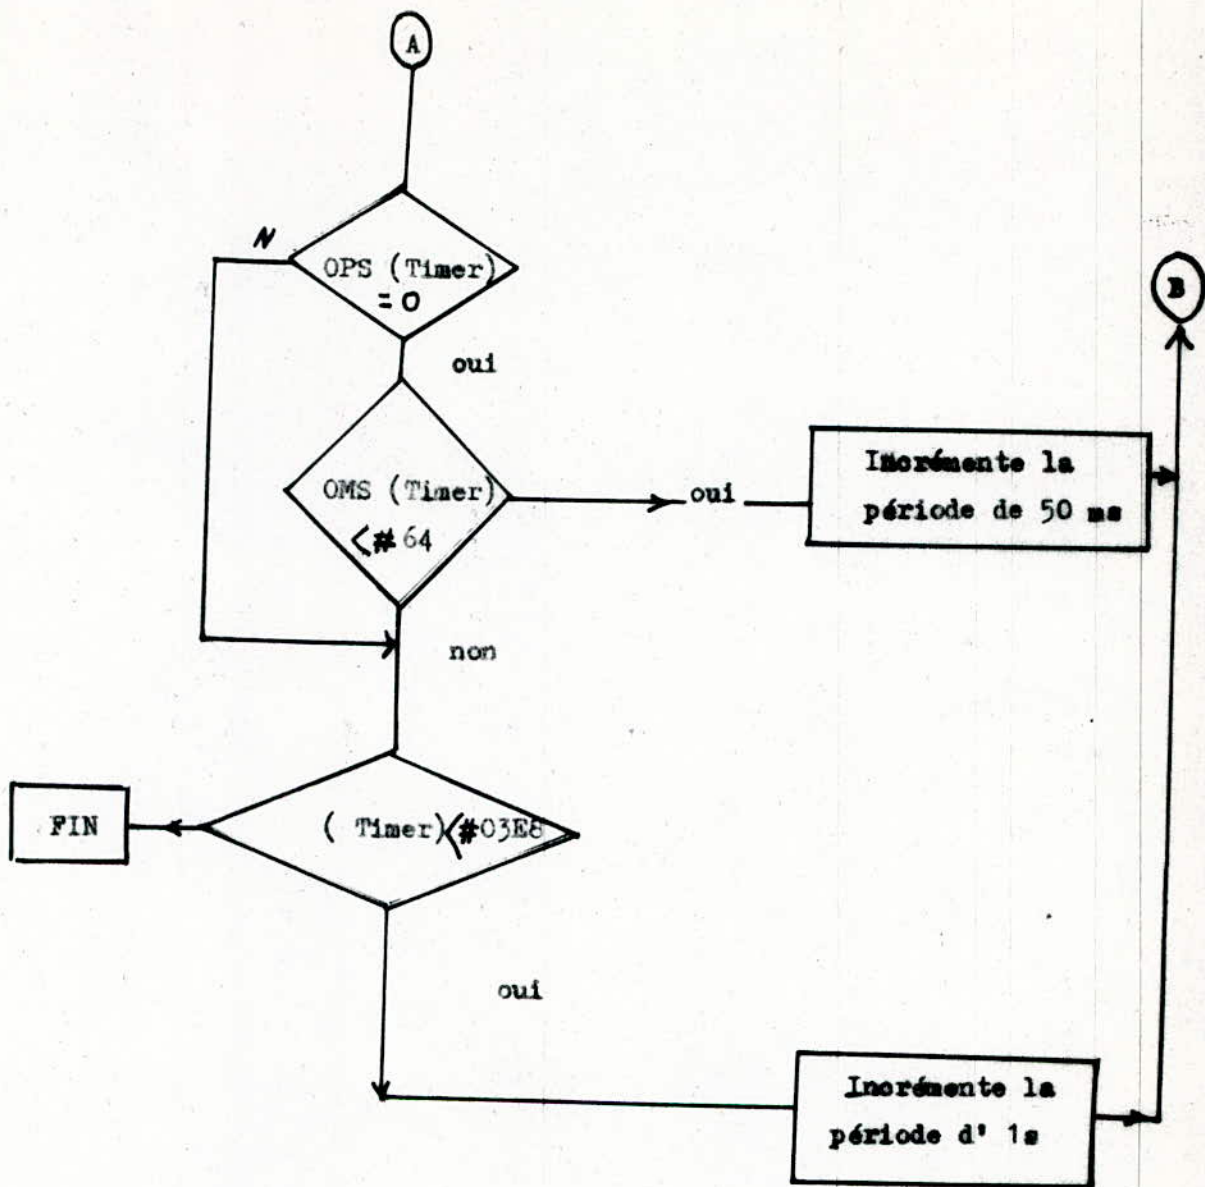 A
N
OPS (Timer)
= 0
oui
OMS (Timer)
<# 64
oui
Incrémente la
période de 50 ms
B
non
FIN
( Timer) <#03E8
oui
Incrémente la
période d' 1s